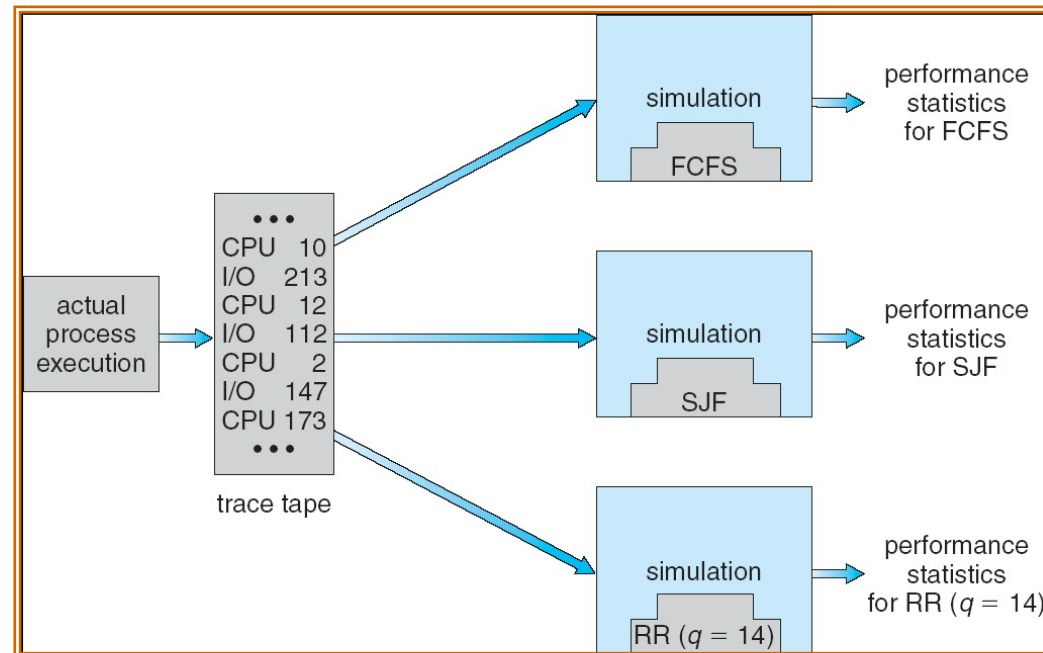 actual
process
execution
• • •
CPU 10
I/O 213
CPU 12
I/O 112
CPU 2
I/O 147
CPU 173
• • •
trace tape
simulation
FCFS
performance
statistics
for FCFS
simulation
SJF
performance
statistics
for SJF
simulation
RR (q = 14)
performance
statistics
for RR (q = 14)